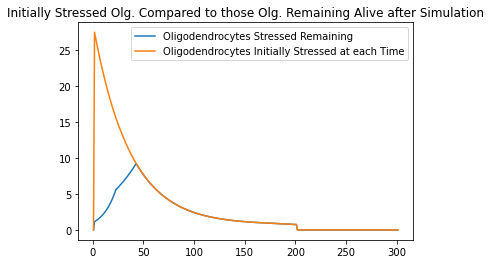 Initially Stressed Olg. Compared to those Olg. Remaining Alive after Simulation
Oligodendrocytes Stressed Remaining
Oligodendrocytes Initially Stressed at each Time
25
20
15
10
5
0
0 50 100 150 200 250 300